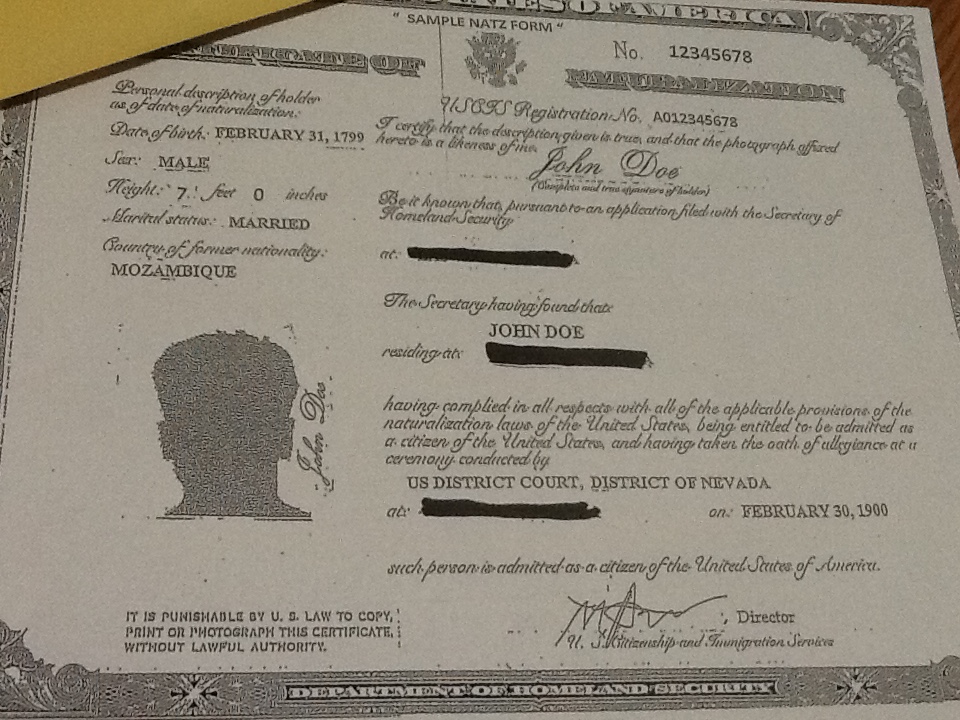 STATES OF AMERICA
" SAMPLE NATZ FORM "
No. 12345678
NATURALIZATION
Personal description of holder
as of date of naturalization:
Date of birth: FEBRUARY 31, 1799
Sex: MALE
Height: 7 feet 0 inches
Marital status: MARRIED
Country of former nationality:
MOZAMBIQUE
John Doe
IT IS PUNISHABLE BY U. S. LAW TO COPY,
PRINT OR PHOTOGRAPH THIS CERTIFICATE,
WITHOUT LAWFUL AUTHORITY.
USCIS Registration No. A012345678
I certify that the description given is true, and that the photograph affixed
hereto is a likeness of me.
John Doe
(Complete and true signature of holder)
Be it known that, pursuant to an application filed with the Secretary of
Homeland Security
at:
The Secretary having found that:
JOHN DOE
residing at:
having complied in all respects with all of the applicable provisions of the
naturalization laws of the United States, being entitled to be admitted as
a citizen of the United States, and having taken the oath of allegiance at a
ceremony conducted by
US DISTRICT COURT, DISTRICT OF NEVADA
at: on: FEBRUARY 30, 1900
such person is admitted as a citizen of the United States of America.
Director
U. S. Citizenship and Immigration Services
DEPARTMENT OF HOMELAND SECURITY